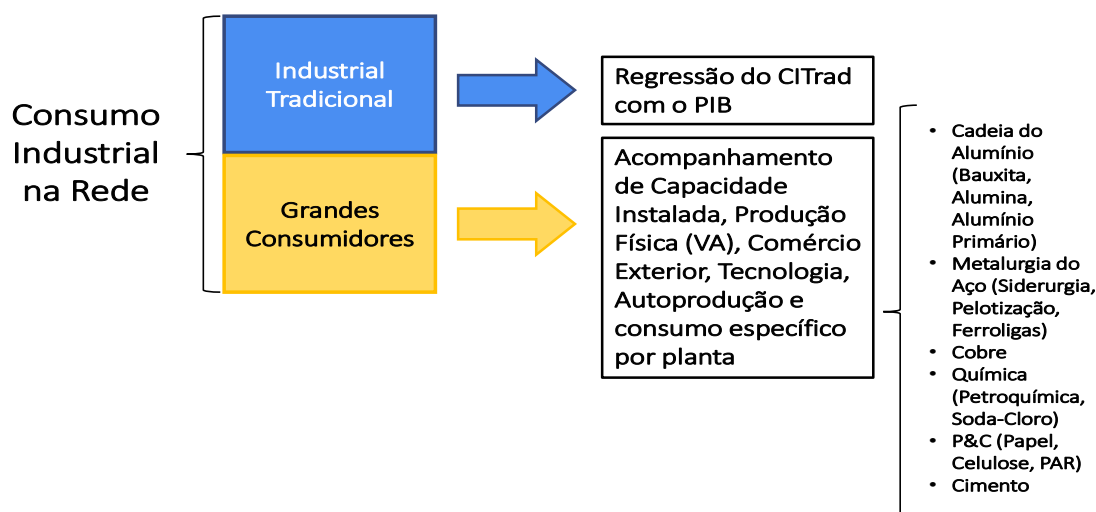 Consumo
Industrial
na Rede
Industrial
Tradicional
Grandes
Consumidores
Regressão do CITrad
com o PIB
Acompanhamento
de Capacidade
Instalada, Produção
Física (VA), Comércio
Exterior, Tecnologia,
Autoprodução e
consumo específico
por planta
• Cadeia do
Alumínio
(Bauxita,
Alumina,
Alumínio
Primário)
• Metalurgia do
Aço (Siderurgia,
Pelotização,
Ferroligas)
• Cobre
• Química
(Petroquímica,
Soda-Cloro)
• P&C (Papel,
Celulose, PAR)
• Cimento